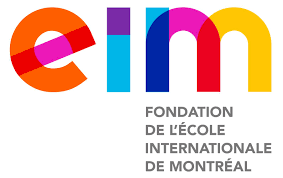 eim
FONDATION
DE L'ÉCOLE
INTERNATIONALE
DE MONTRÉAL